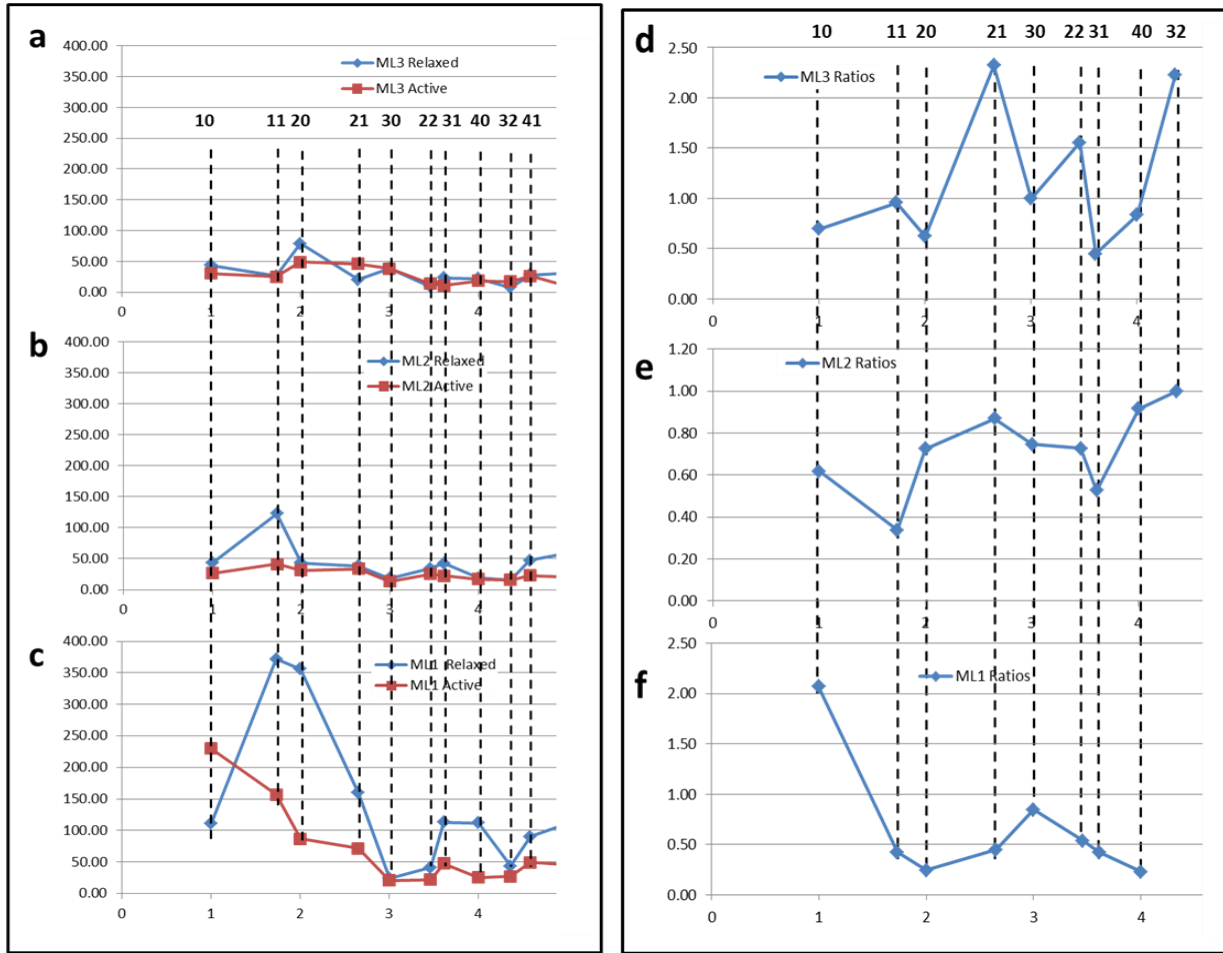 a
400.00
350.00
300.00
250.00
200.00
150.00
100.00
50.00
0.00
ML3 Relaxed
ML3 Active
10 11 20 21 30 22 31 40 32 41
0 1 2 3 4
b
400.00
350.00
300.00
250.00
200.00
150.00
100.00
50.00
0.00
ML2 Relaxed
ML2 Active
0 1 2 3 4
c
400.00
350.00
300.00
250.00
200.00
150.00
100.00
50.00
0.00
ML1 Relaxed
ML1 Active
0 1 2 3 4
d
10 11 20 21 30 22 31 40 32
2.50
2.00
1.50
1.00
0.50
0.00
ML3 Ratios
0 1 2 3 4
e
1.20
1.00
0.80
0.60
0.40
0.20
0.00
ML2 Ratios
0 1 2 3 4
f
2.50
2.00
1.50
1.00
0.50
0.00
ML1 Ratios
0 1 2 3 4